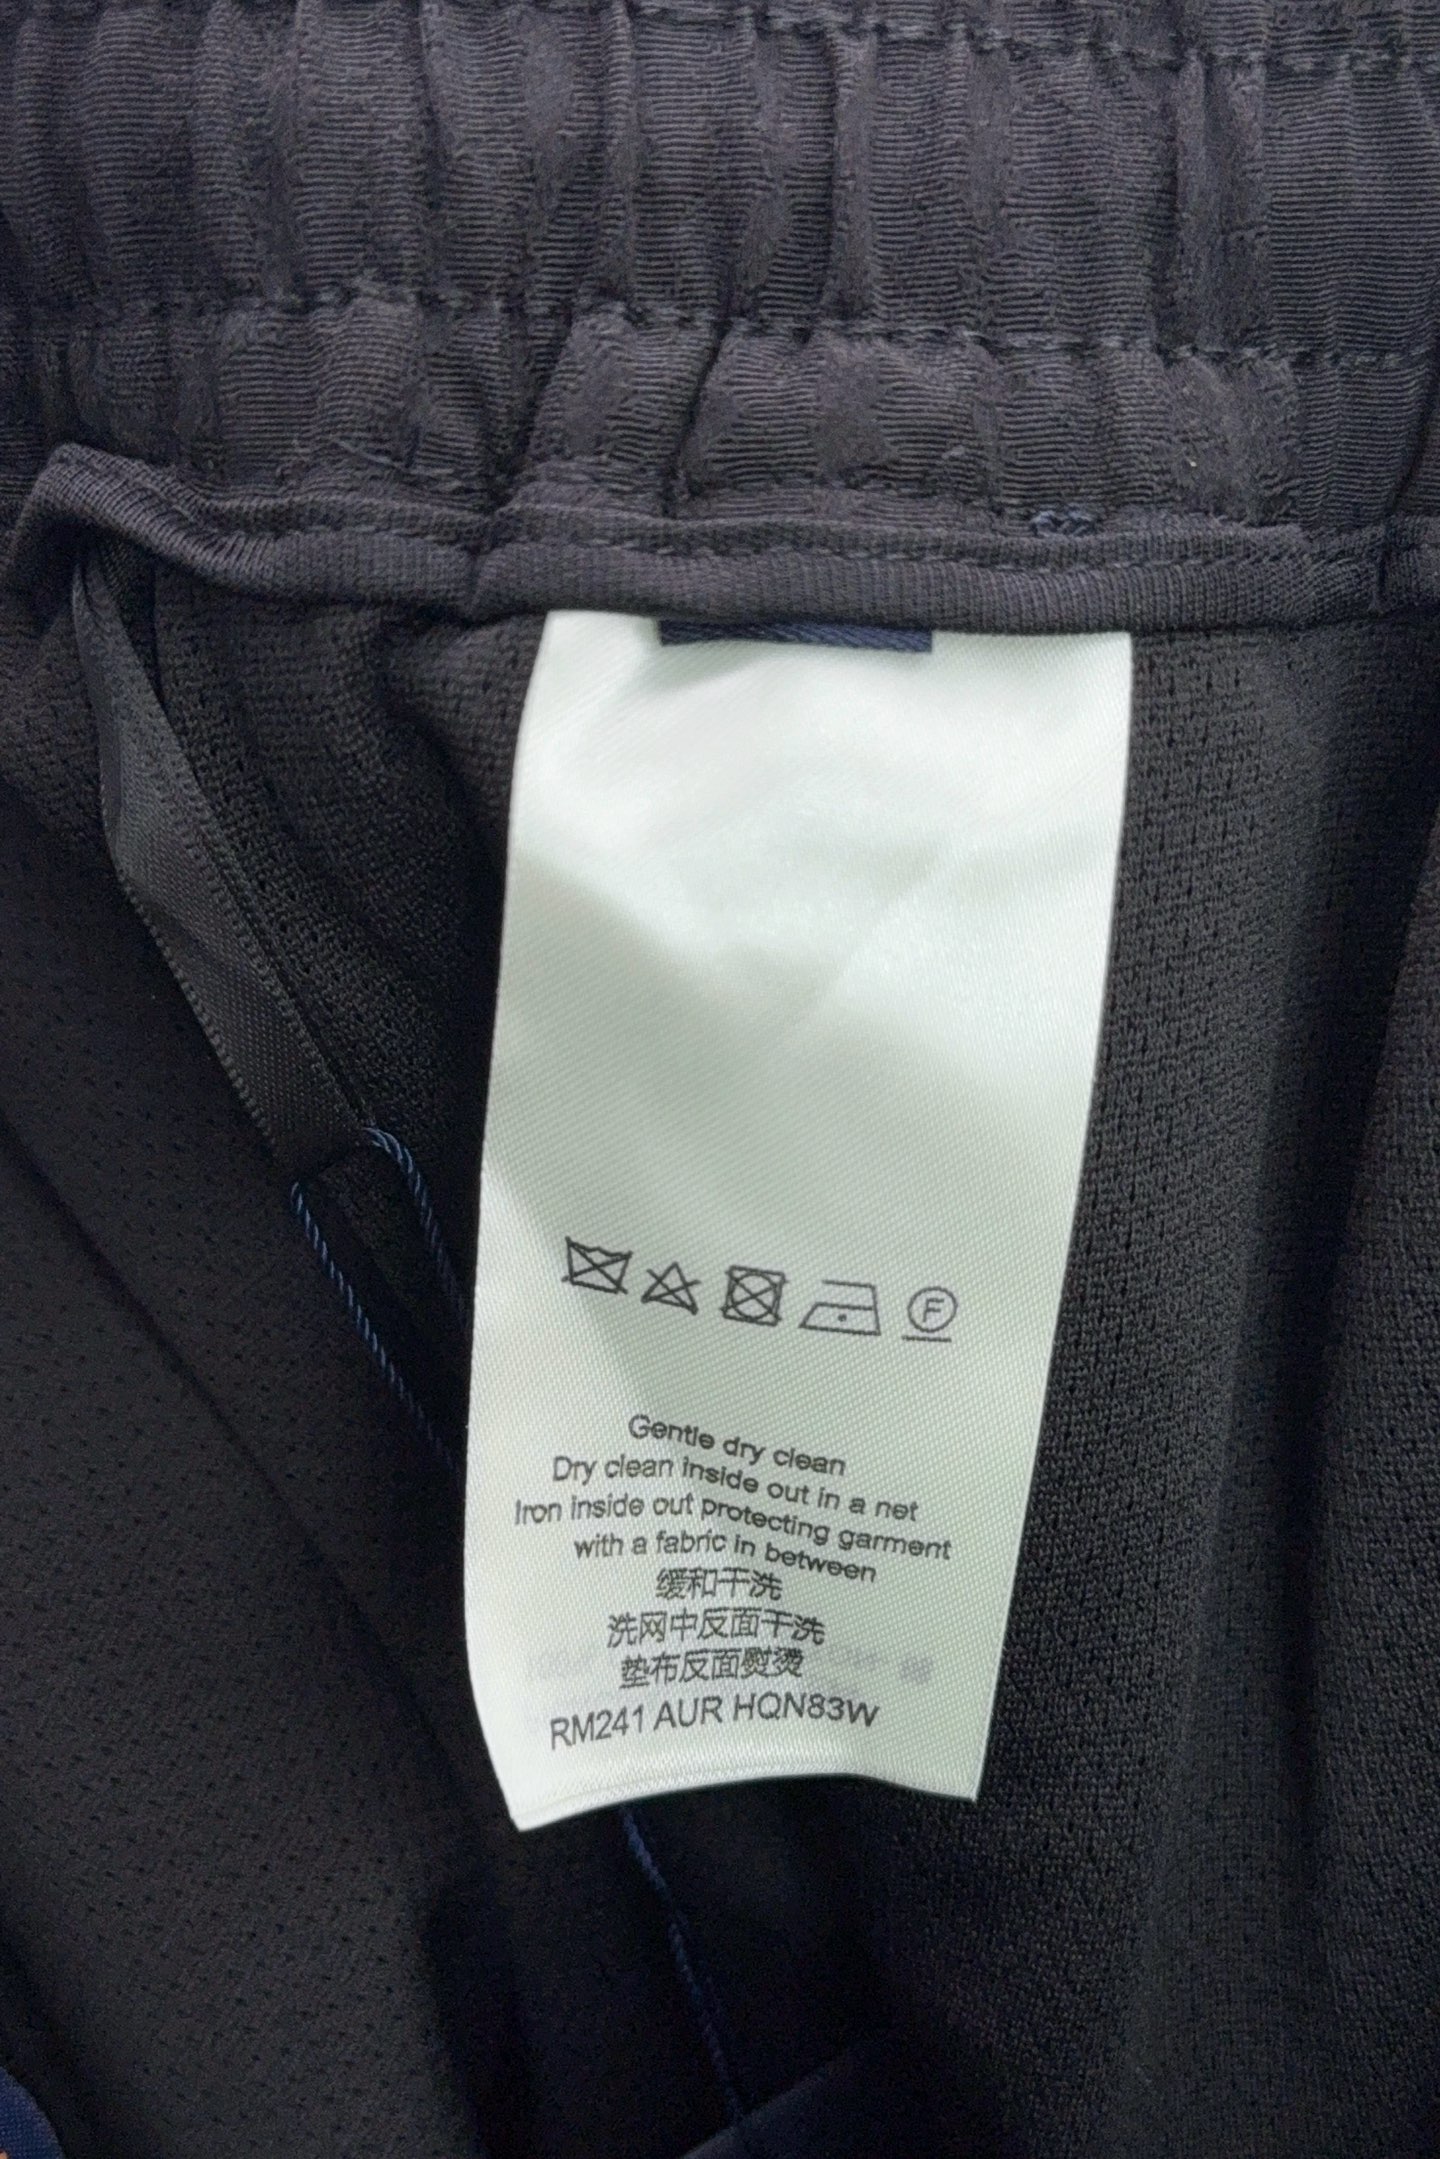 F
Gentle dry clean
Dry clean inside out in a net
Iron inside out protecting garment
with a fabric in between
缓和干洗
洗网中反面干洗
垫布反面熨烫
RM241 AUR HQN83W